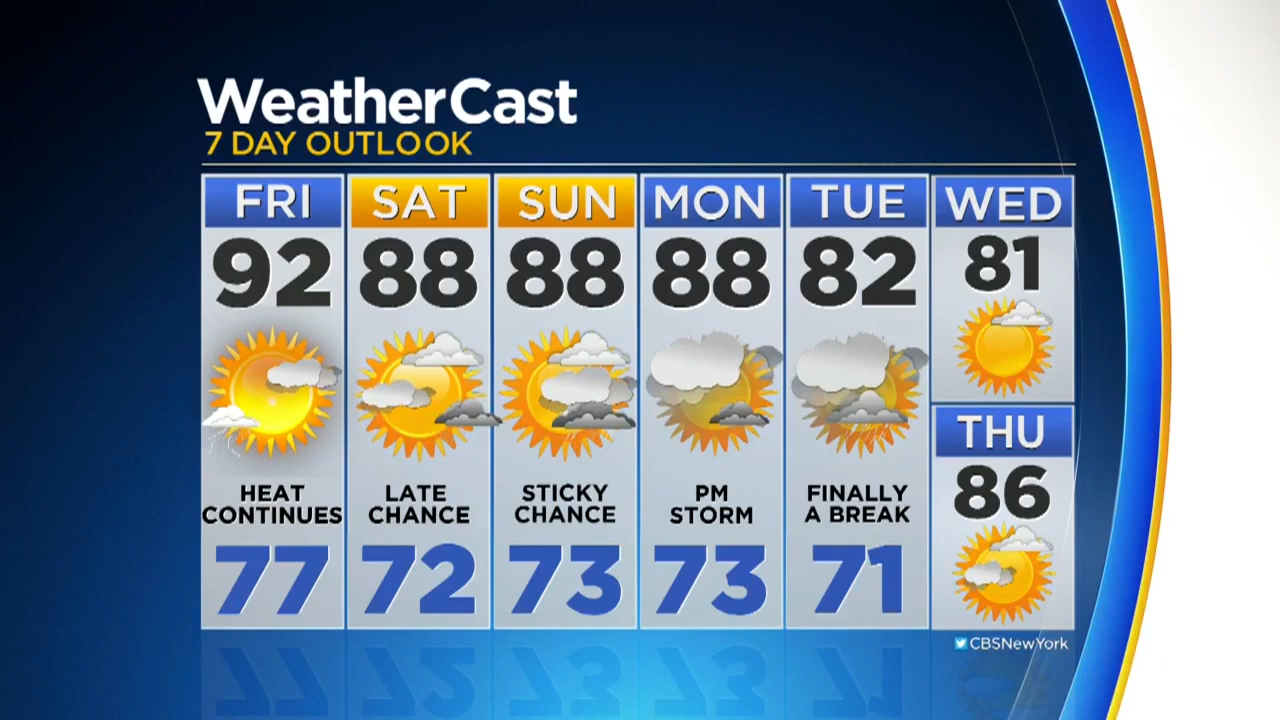 WeatherCast
7 DAY OUTLOOK
FRI
92
HEAT
CONTINUES
77
SAT
88
LATE
CHANCE
72
SUN
88
STICKY
CHANCE
73
MON
88
PM
STORM
73
TUE
82
FINALLY
A BREAK
71
WED
81
THU
86
CBSNewYork